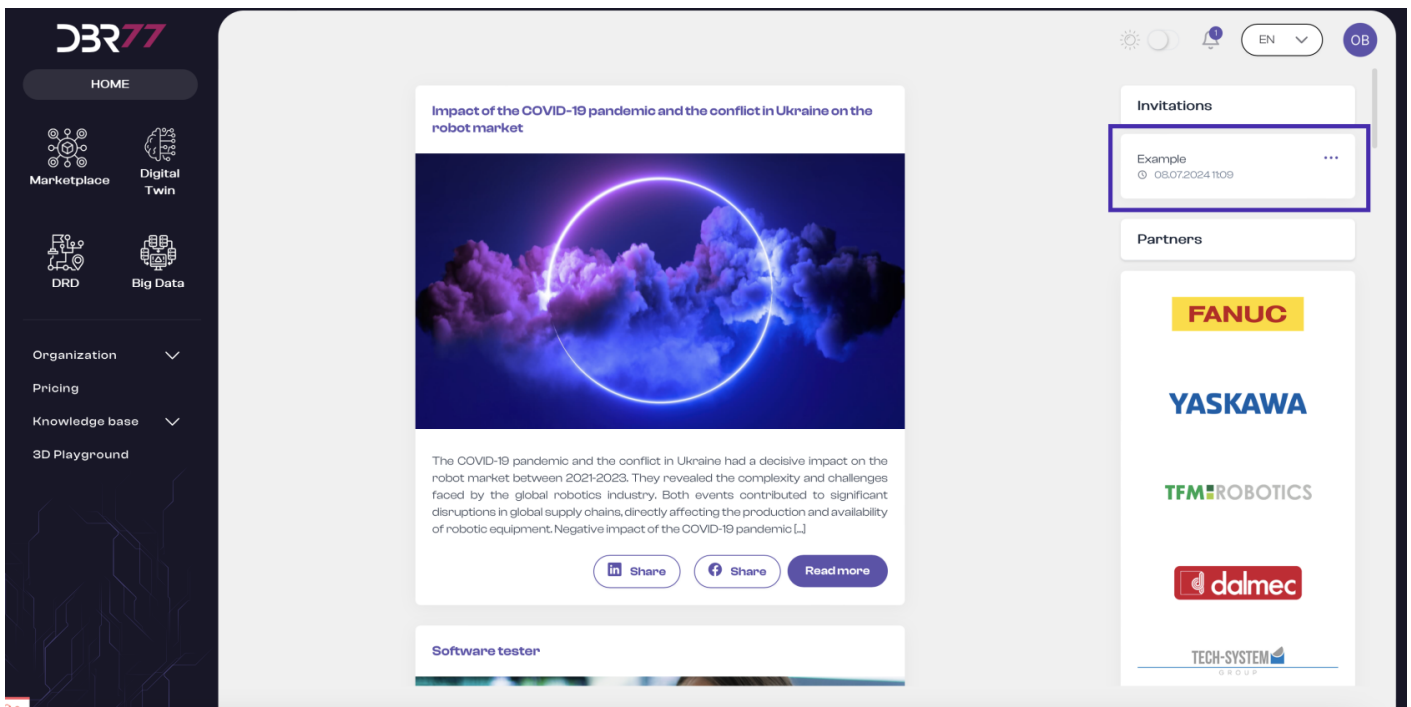 DBR77
HOME
Marketplace
Digital
Twin
DRD
Big Data
Organization
Pricing
Knowledge base
3D Playground
1
EN
OB
Impact of the COVID-19 pandemic and the conflict in Ukraine on the
robot market
The COVID-19 pandemic and the conflict in Ukraine had a decisive impact on the
robot market between 2021-2023. They revealed the complexity and challenges
faced by the global robotics industry. Both events contributed to significant
disruptions in global supply chains, directly affecting the production and availability
of robotic equipment. Negative impact of the COVID-19 pandemic [...]
in Share
Share
Read more
Software tester
Invitations
Example
08.07.2024 11:09
Partners
FANUC
YASKAWA
TFM ROBOTICS
dalmec
TECH-SYSTEM
GROUP